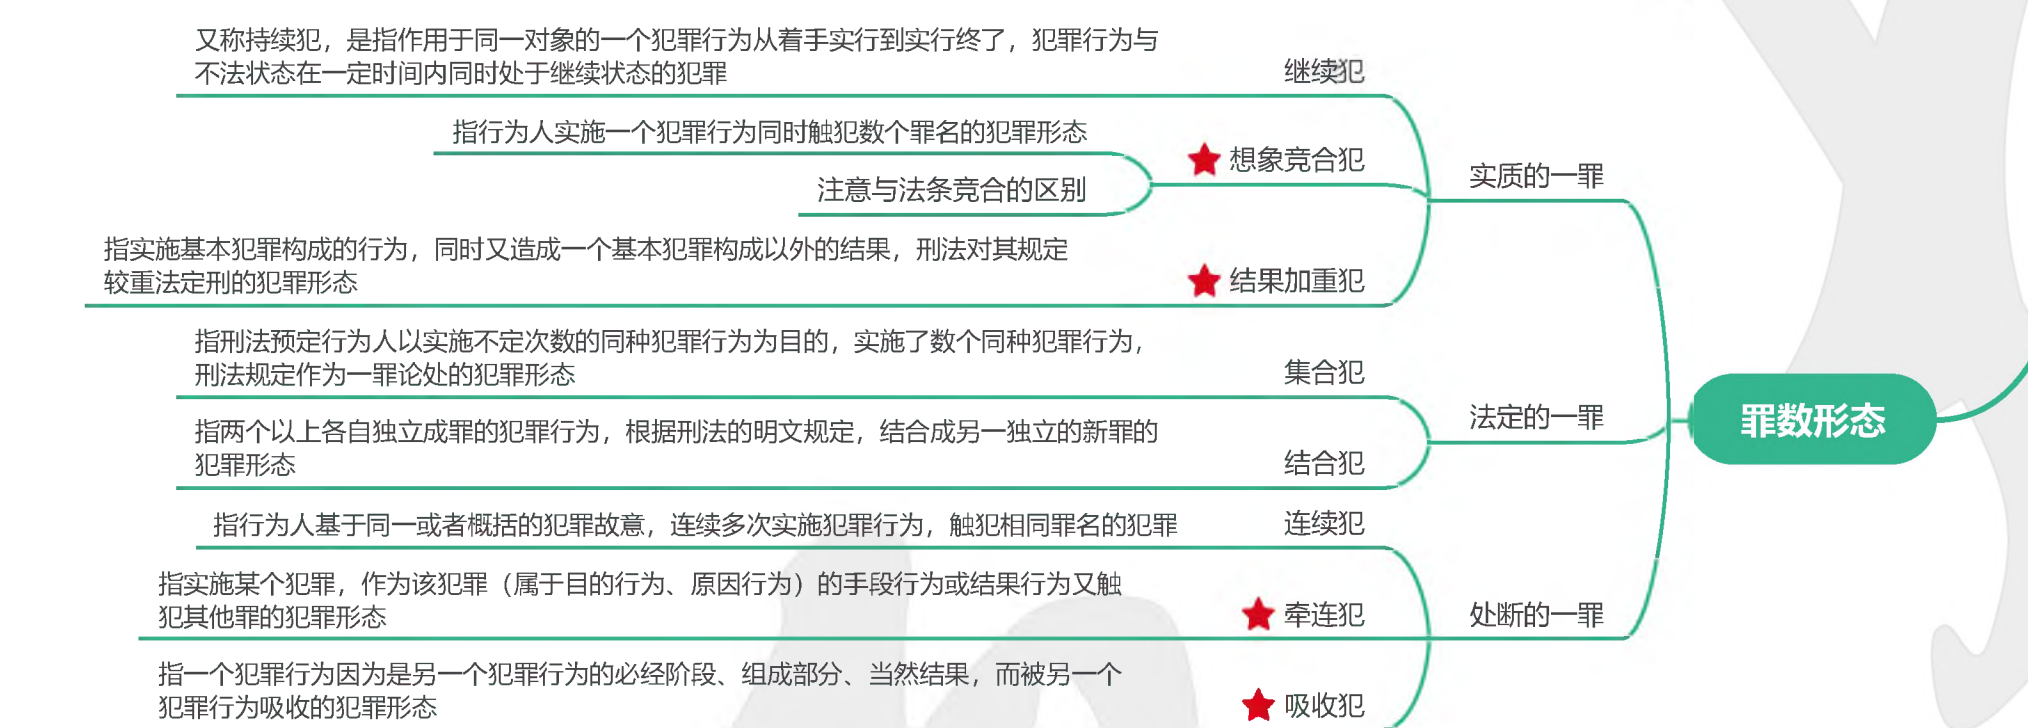 又称持续犯，是指作用于同一对象的一个犯罪行为从着手实行到实行终了，犯罪行为与
不法状态在一定时间内同时处于继续状态的犯罪
继续犯
指行为人实施一个犯罪行为同时触犯数个罪名的犯罪形态
想象竞合犯
注意与法条竞合的区别
实质的一罪
指实施基本犯罪构成的行为，同时又造成一个基本犯罪构成以外的结果，刑法对其规定
较重法定刑的犯罪形态
结果加重犯
指刑法预定行为人以实施不定次数的同种犯罪行为为目的，实施了数个同种犯罪行为，
刑法规定作为一罪论处的犯罪形态
集合犯
法定的一罪
罪数形态
指两个以上各自独立成罪的犯罪行为，根据刑法的明文规定，结合成另一独立的新罪的
犯罪形态
结合犯
指行为人基于同一或者概括的犯罪故意，连续多次实施犯罪行为，触犯相同罪名的犯罪
连续犯
指实施某个犯罪，作为该犯罪（属于目的行为、原因行为）的手段行为或结果行为又触
犯其他罪的犯罪形态
牵连犯
处断的一罪
指一个犯罪行为因为是另一个犯罪行为的必经阶段、组成部分、当然结果，而被另一个
犯罪行为吸收的犯罪形态
吸收犯